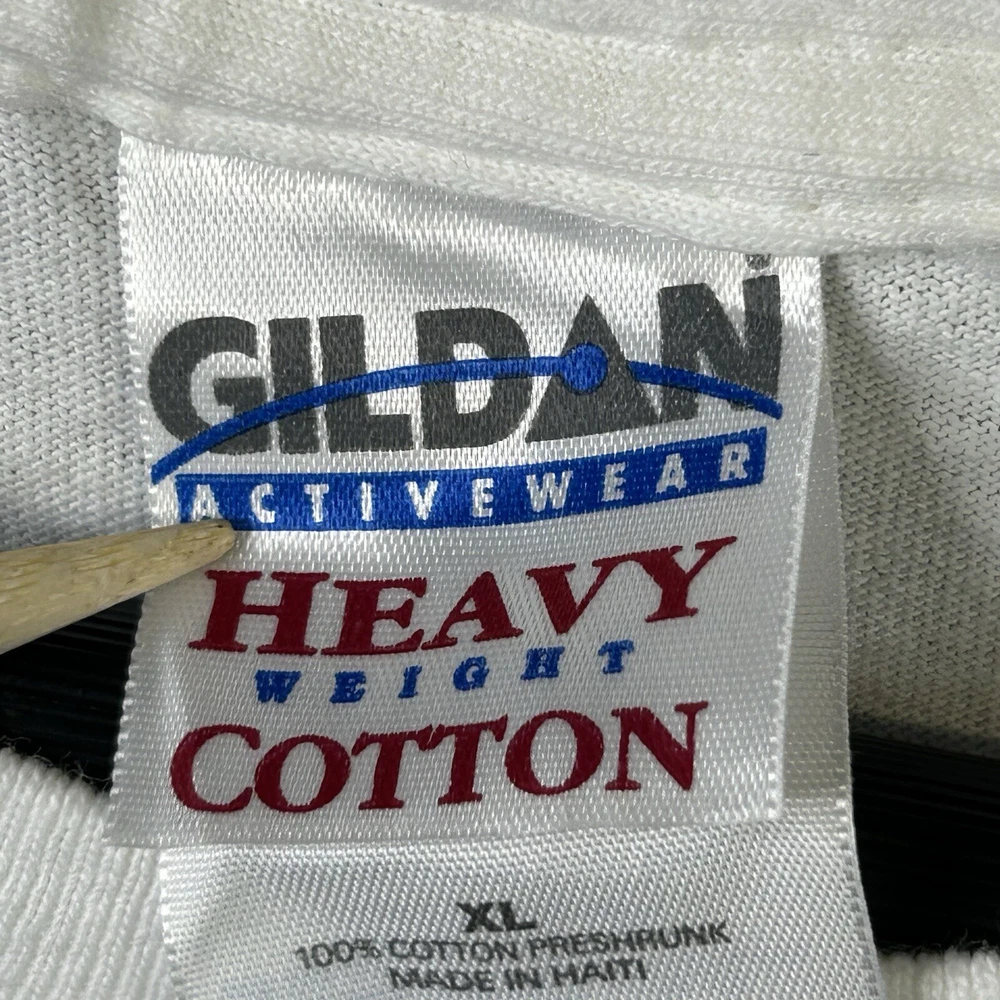 GILDAN
ACTIVEWEAR
HEAVY
WEIGHT
COTTON
XL
100% COTTON PRESHRUNK
MADE IN HAITI